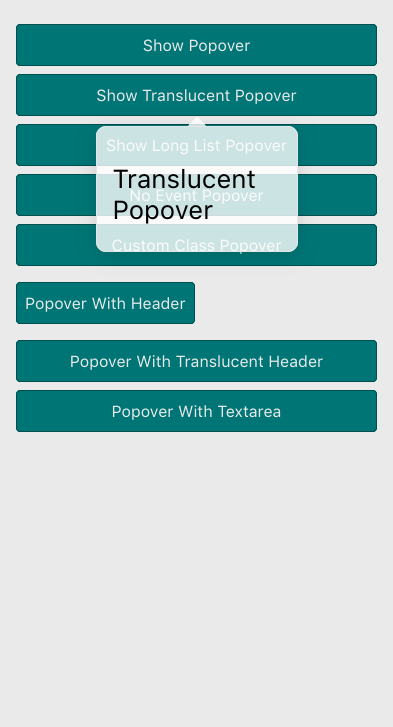 Show Popover
Show Translucent Popover
Show Long List Popover
Translucent
Popover
No Event Popover
Custom Class Popover
Popover With Header
Popover With Translucent Header
Popover With Textarea